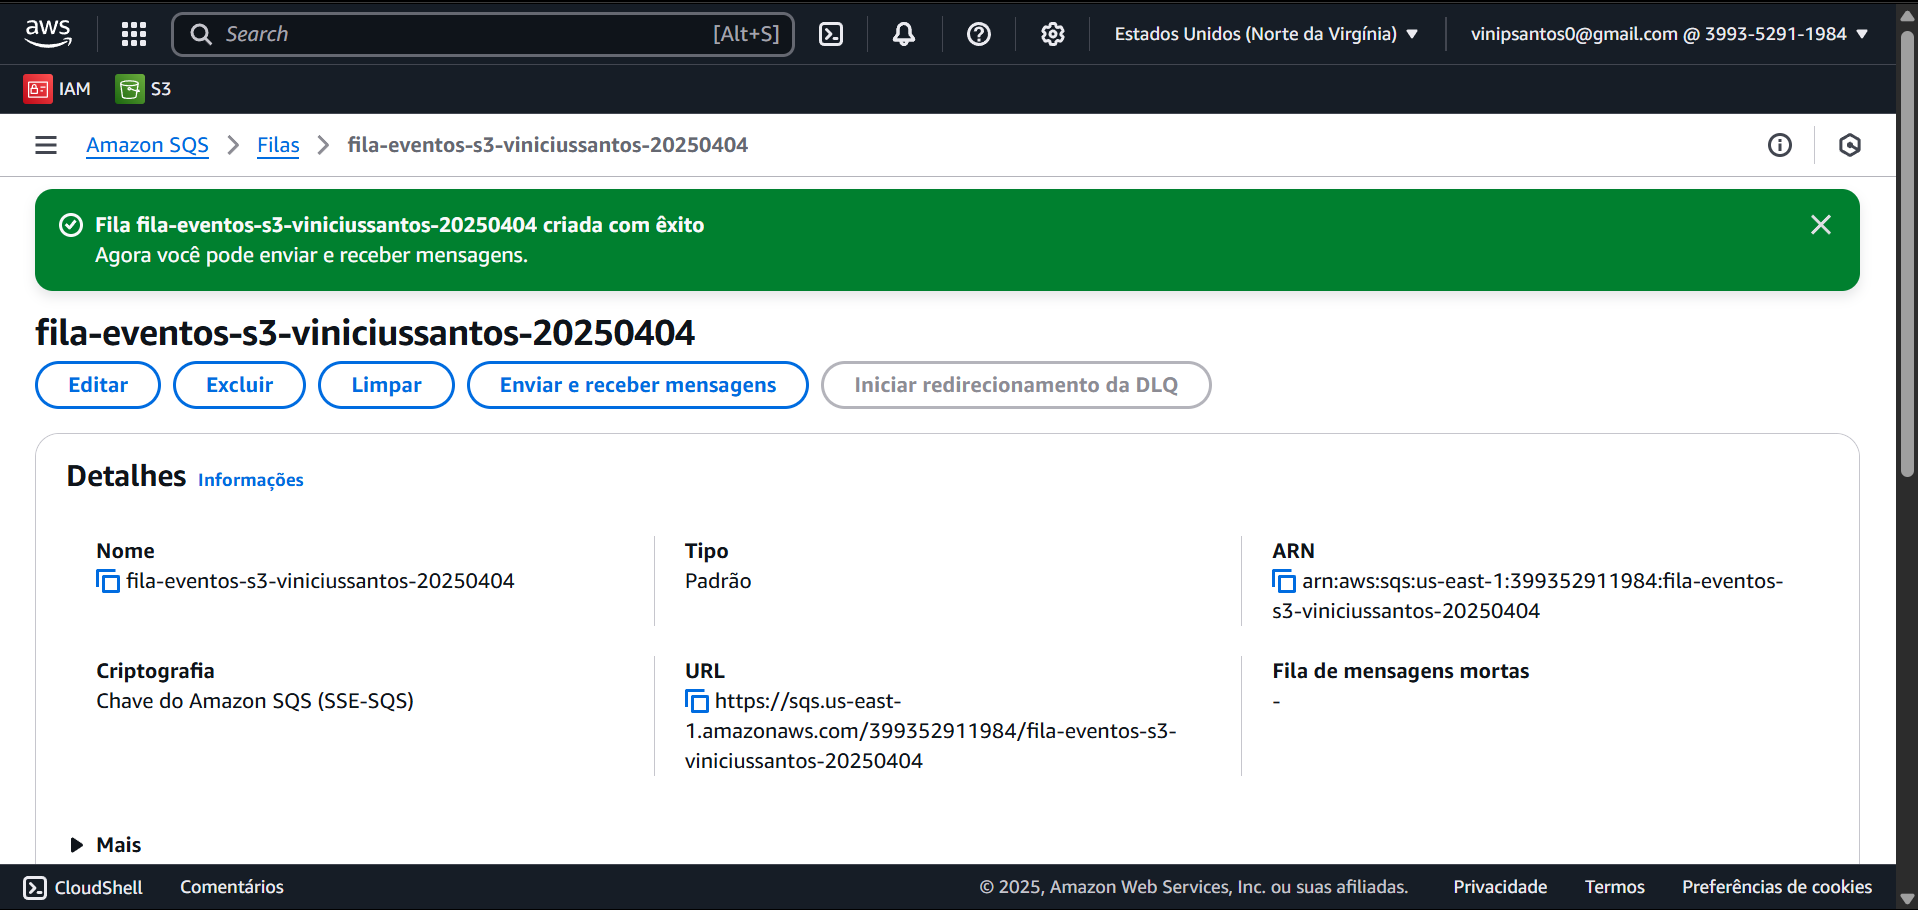 aws
Search
[Alt+S]
Estados Unidos (Norte da Virgínia)
vinipsantos0@gmail.com @ 3993-5291-1984
IAM
S3
Amazon SQS
Filas
fila-eventos-s3-viniciussantos-20250404
Fila fila-eventos-s3-viniciussantos-20250404 criada com êxito
Agora você pode enviar e receber mensagens.
fila-eventos-s3-viniciussantos-20250404
Editar
Excluir
Limpar
Enviar e receber mensagens
Iniciar redirecionamento da DLQ
Detalhes
Informações
Nome
fila-eventos-s3-viniciussantos-20250404
Tipo
Padrão
ARN
arn:aws:sqs:us-east-1:399352911984:fila-eventos-
s3-viniciussantos-20250404
Criptografia
Chave do Amazon SQS (SSE-SQS)
URL
https://sqs.us-east-
1.amazonaws.com/399352911984/fila-eventos-s3-
viniciussantos-20250404
Fila de mensagens mortas
-
Mais
CloudShell
Comentários
© 2025, Amazon Web Services, Inc. ou suas afiliadas.
Privacidade
Termos
Preferências de cookies